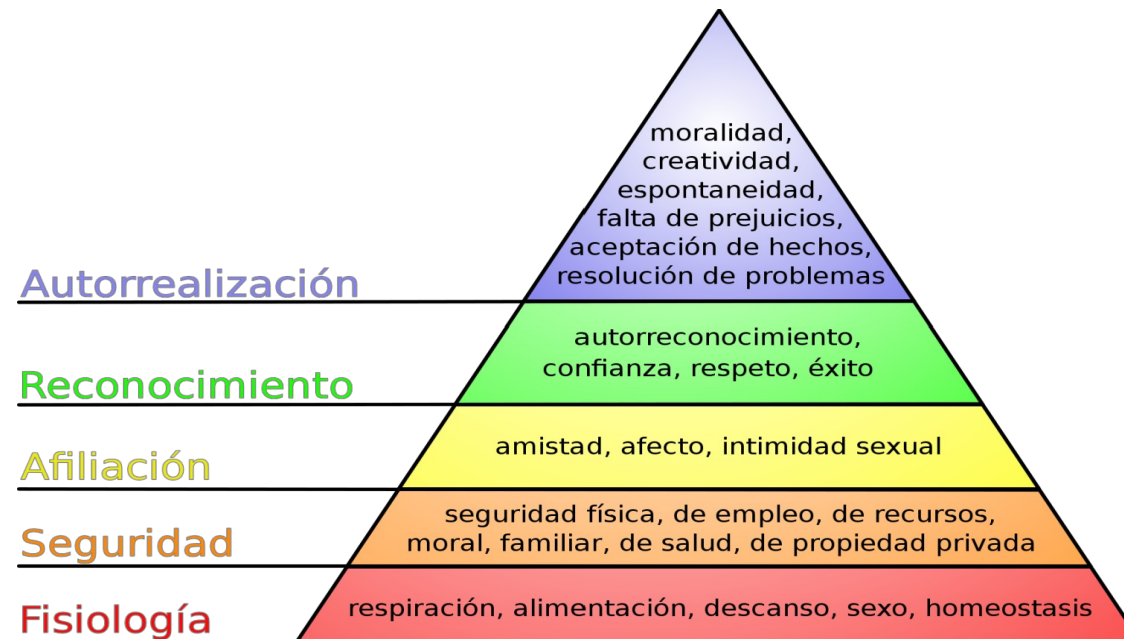 moralidad,
creatividad,
espontaneidad,
falta de prejuicios,
aceptación de hechos,
resolución de problemas
Autorrealización
autorreconocimiento,
confianza, respeto, éxito
Reconocimiento
amistad, afecto, intimidad sexual
Afiliación
seguridad física, de empleo, de recursos,
moral, familiar, de salud, de propiedad privada
Seguridad
respiración, alimentación, descanso, sexo, homeostasis
Fisiología